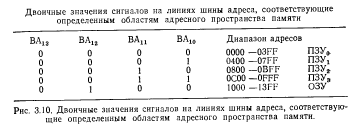 Двоичные значения сигналов на линиях шины адреса, соответствующие
определенным областям адресного пространства памяти
BA₁₃ BA₁₂ BA₁₁ BA₁₀ Диапазон адресов
0 0 0 0 0000 —03FF ПЗУ₀
0 0 0 1 0400 —07FF ПЗУ₁
0 0 1 0 0800 —0BFF ПЗУ₂
0 0 1 1 0C00 —0FFF ПЗУ₃
0 1 0 0 1000 —13FF ОЗУ
Рис. 3.10. Двоичные значения сигналов на линиях шины адреса, соответствую-
щие определенным областям адресного пространства памяти.